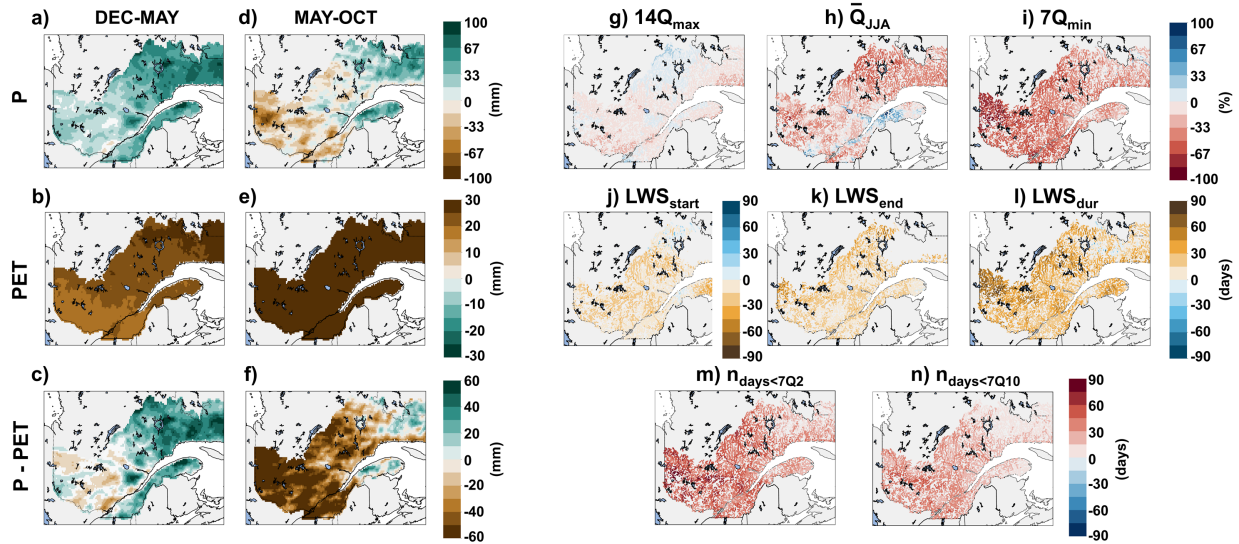 DEC-MAY
MAY-OCT
a)
d)
g) 14Qmax
h) Q̅JJA
i) 7Qmin
P
100
67
33
0
-33
-67
-100
(mm)
100
67
33
0
-33
-67
-100
(%)
b)
e)
j) LWSstart
k) LWSend
l) LWSdur
PET
30
20
10
0
-10
-20
-30
(mm)
90
60
30
0
-30
-60
-90
90
60
30
0
-30
-60
-90
(days)
c)
f)
m) ndays<7Q2
n) ndays<7Q10
P - PET
60
40
20
0
-20
-40
-60
(mm)
90
60
30
0
-30
-60
-90
(days)